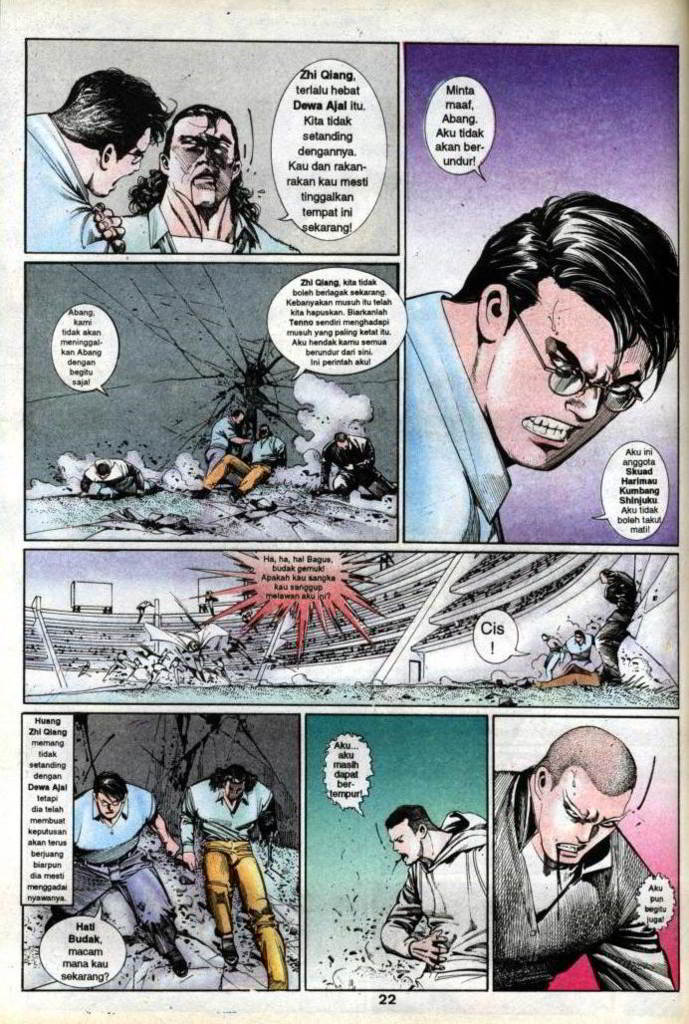 Zhi Qiang,
terlalu hebat
Dewa Ajal itu.
Kita tidak
setanding
dengannya.
Kau dan rakan-
rakan kau mesti
tinggalkan
tempat ini
sekarang!
Minta
maaf,
Abang.
Aku tidak
akan ber-
undur!
Aku ini
anggota
Skuad
Harimau
Kumbang
Shinjuku.
Aku tidak
boleh takut
mati!
Abang,
kami
tidak akan
meninggal-
kan Abang
dengan
begitu
saja!
Zhi Qiang, kita tidak
boleh berlagak sekarang.
Kebanyakan musuh itu telah
kita hapuskan. Biarkanlah
Tenno sendiri menghadapi
musuh yang paling ketat itu.
Aku hendak kamu semua
berundur dari sini.
Ini perintah aku!
Ha, ha, ha! Bagus,
budak gemuk!
Apakah kau sangka
kau sanggup
melawan aku ini?
Cis
!
Huang
Zhi Qiang
memang
tidak
setanding
dengan
Dewa Ajal
tetapi
dia telah
membuat
keputusan
akan terus
berjuang
biarpun
dia mesti
menggadai
nyawanya.
Hati
Budak,
macam
mana kau
sekarang?
Aku...
aku
masih
dapat
ber-
tempur!
Aku
pun
begitu
juga!
22